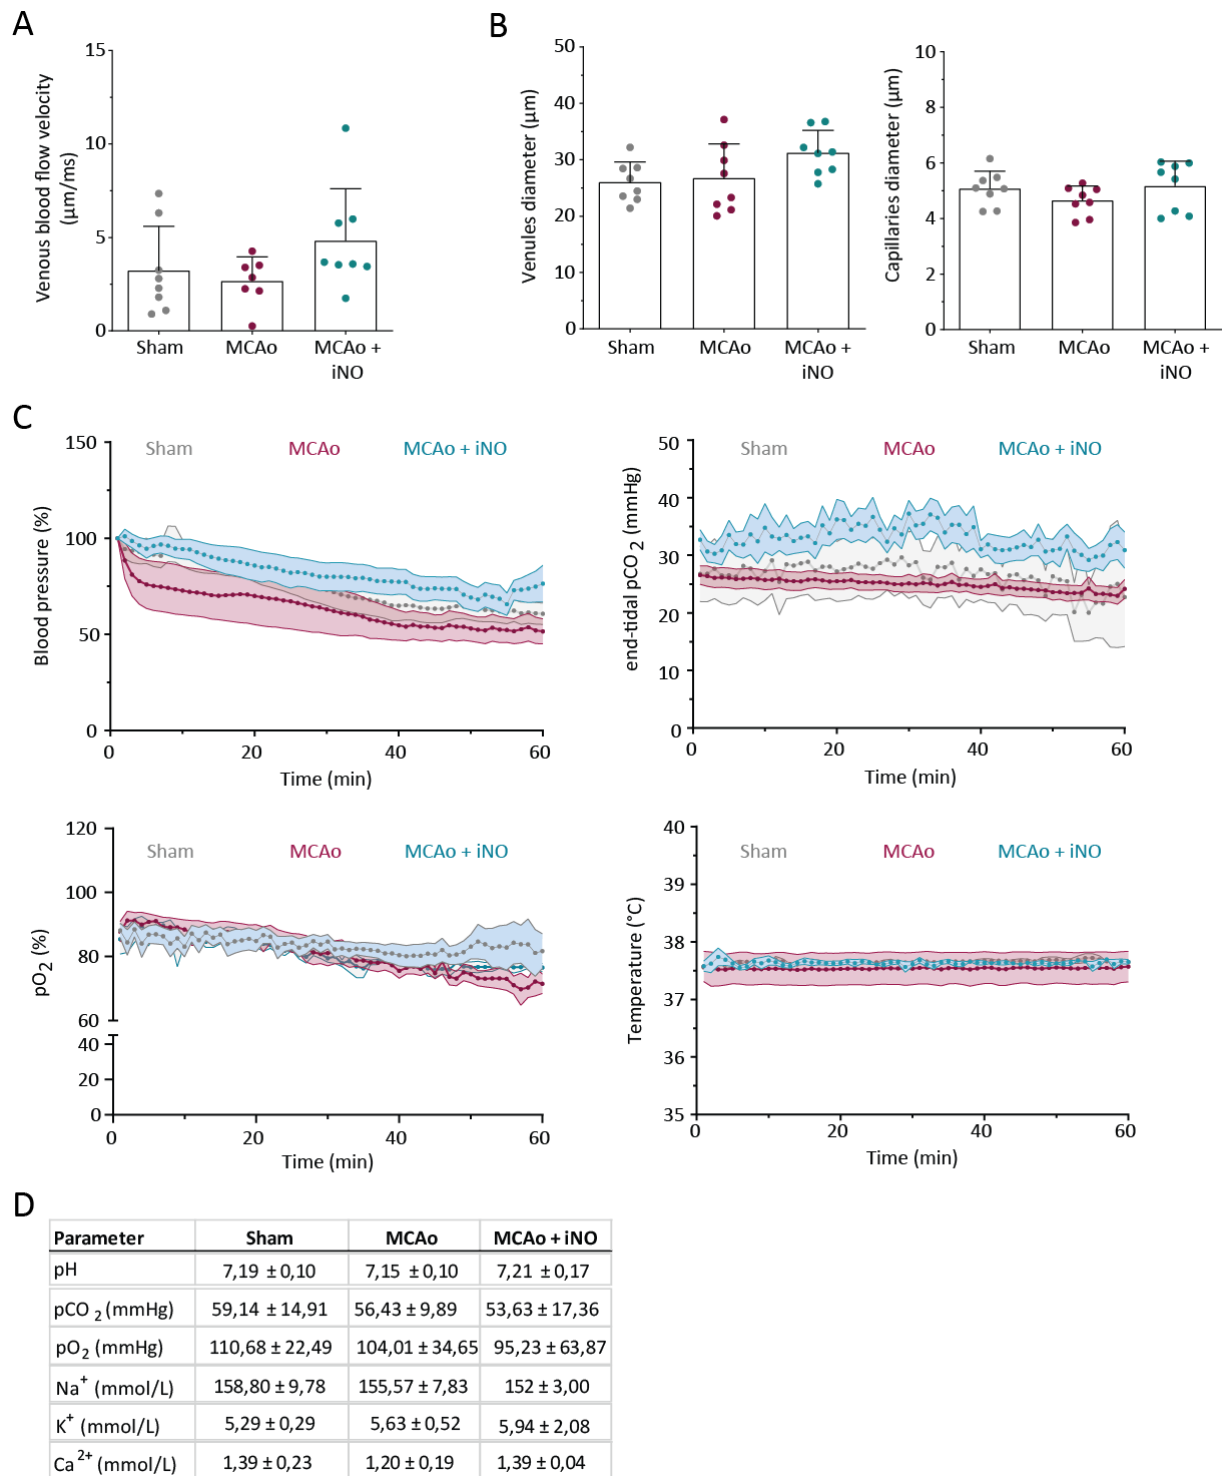 A
Venous blood flow velocity
(µm/ms)
15
10
5
0
Sham
MCAo
MCAo +
iNO
B
Venules diameter (µm)
50
40
30
20
10
0
Sham
MCAo
MCAo +
iNO
Capillaries diameter (µm)
10
8
6
4
2
0
Sham
MCAo
MCAo +
iNO
C
Blood pressure (%)
150
100
50
0
Sham MCAo MCAo + iNO
0 20 40 60
Time (min)
end-tidal pCO2 (mmHg)
50
40
30
20
10
0
Sham MCAo MCAo + iNO
0 20 40 60
Time (min)
pO2 (%)
120
100
80
60
40
20
0
Sham MCAo MCAo + iNO
0 20 40 60
Time (min)
Temperature (°C)
40
39
38
37
36
35
Sham MCAo MCAo + iNO
0 20 40 60
Time (min)
D
Parameter Sham MCAo MCAo + iNO
pH 7,19 ± 0,10 7,15 ± 0,10 7,21 ± 0,17
pCO2 (mmHg) 59,14 ± 14,91 56,43 ± 9,89 53,63 ± 17,36
pO2 (mmHg) 110,68 ± 22,49 104,01 ± 34,65 95,23 ± 63,87
Na+ (mmol/L) 158,80 ± 9,78 155,57 ± 7,83 152 ± 3,00
K+ (mmol/L) 5,29 ± 0,29 5,63 ± 0,52 5,94 ± 2,08
Ca2+ (mmol/L) 1,39 ± 0,23 1,20 ± 0,19 1,39 ± 0,04